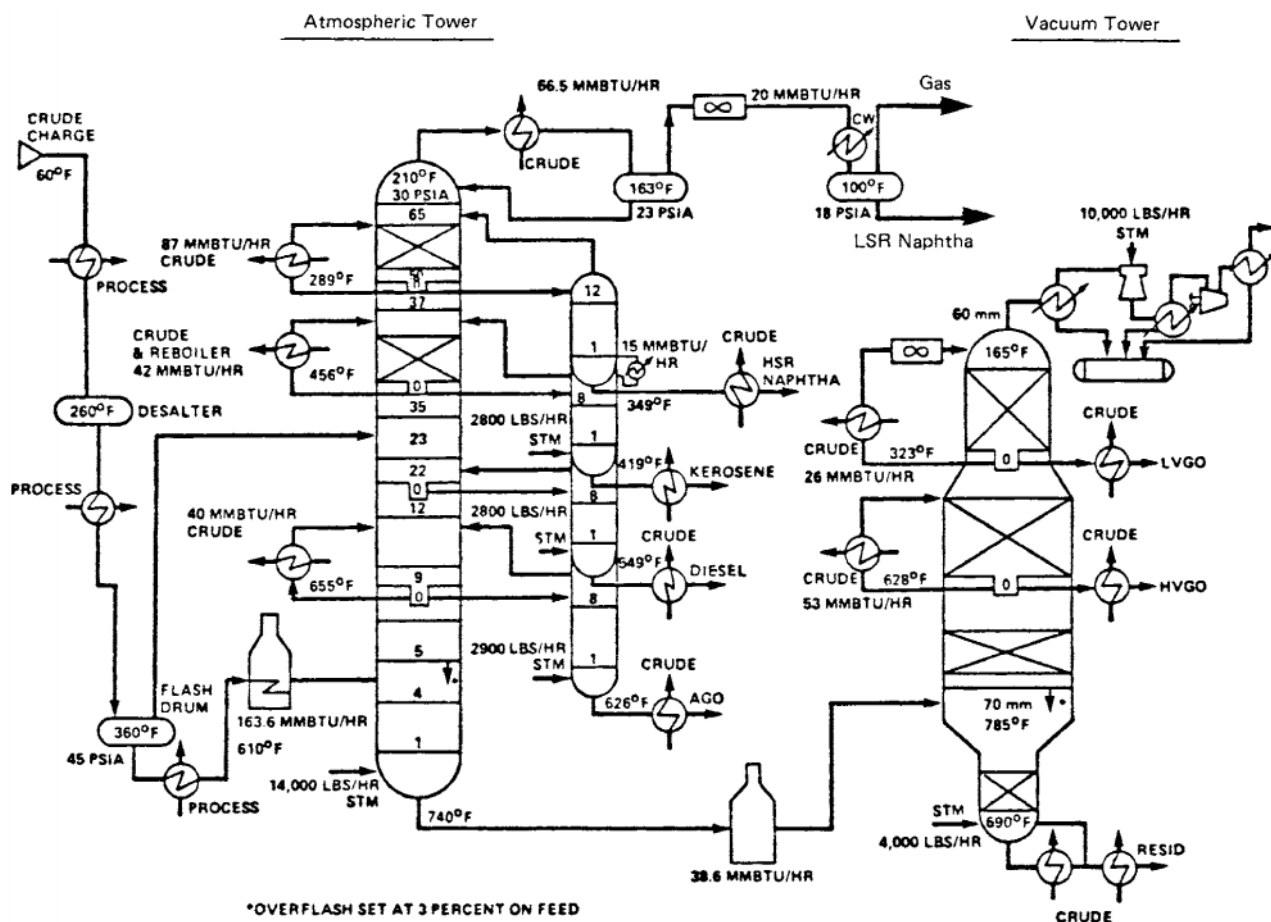 Atmospheric Tower
Vacuum Tower
66.5 MMBTU/HR
20 MMBTU/HR
Gas
CRUDE
CHARGE
60°F
CW
CRUDE
210°F
30 PSIA
163°F
23 PSIA
100°F
18 PSIA
LSR Naphtha
10,000 LBS/HR
STM
65
87 MMBTU/HR
CRUDE
289°F
PROCESS
37
12
60 mm
CRUDE
& REBOILER
42 MMBTU/HR
456°F
0
35
1
15 MMBTU/
HR
CRUDE
HSR
NAPHTHA
349°F
165°F
260°F
DESALTER
8
2800 LBS/HR
STM
23
1
419°F
CRUDE
KEROSENE
CRUDE
323°F
26 MMBTU/HR
0
CRUDE
LVGO
22
0
12
8
2800 LBS/HR
STM
PROCESS
40 MMBTU/HR
CRUDE
655°F
9
0
1
549°F
CRUDE
DIESEL
8
CRUDE
628°F
53 MMBTU/HR
0
CRUDE
HVGO
5
2900 LBS/HR
STM
1
CRUDE
626°F
AGO
FLASH
DRUM
360°F
45 PSIA
163.6 MMBTU/HR
610°F
4
1
PROCESS
14,000 LBS/HR
STM
740°F
70 mm
785°F
*
*
STM
4,000 LBS/HR
690°F
RESID
38.6 MMBTU/HR
CRUDE
*OVERFLASH SET AT 3 PERCENT ON FEED